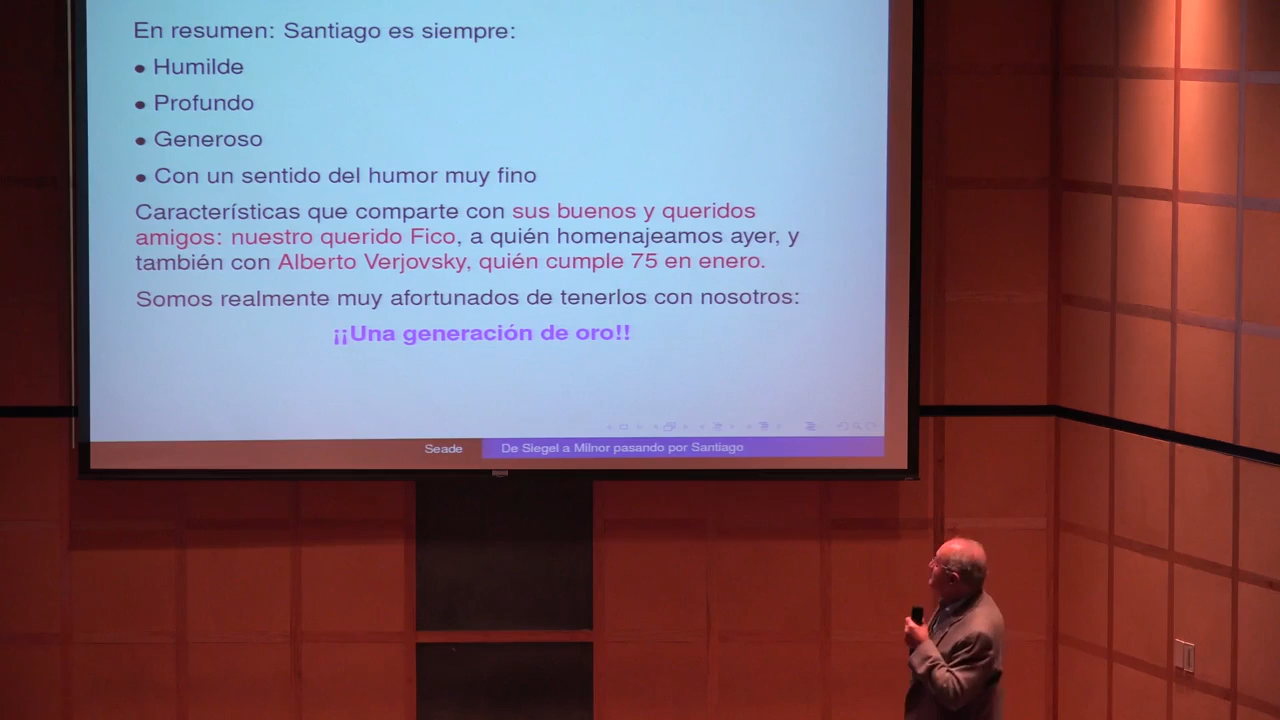 En resumen: Santiago es siempre:
• Humilde
• Profundo
• Generoso
• Con un sentido del humor muy fino
Características que comparte con sus buenos y queridos
amigos: nuestro querido Fico, a quién homenajeamos ayer, y
también con Alberto Verjovsky, quién cumple 75 en enero.
Somos realmente muy afortunados de tenerlos con nosotros:
¡¡Una generación de oro!!
Seade De Siegel a Milnor pasando por Santiago